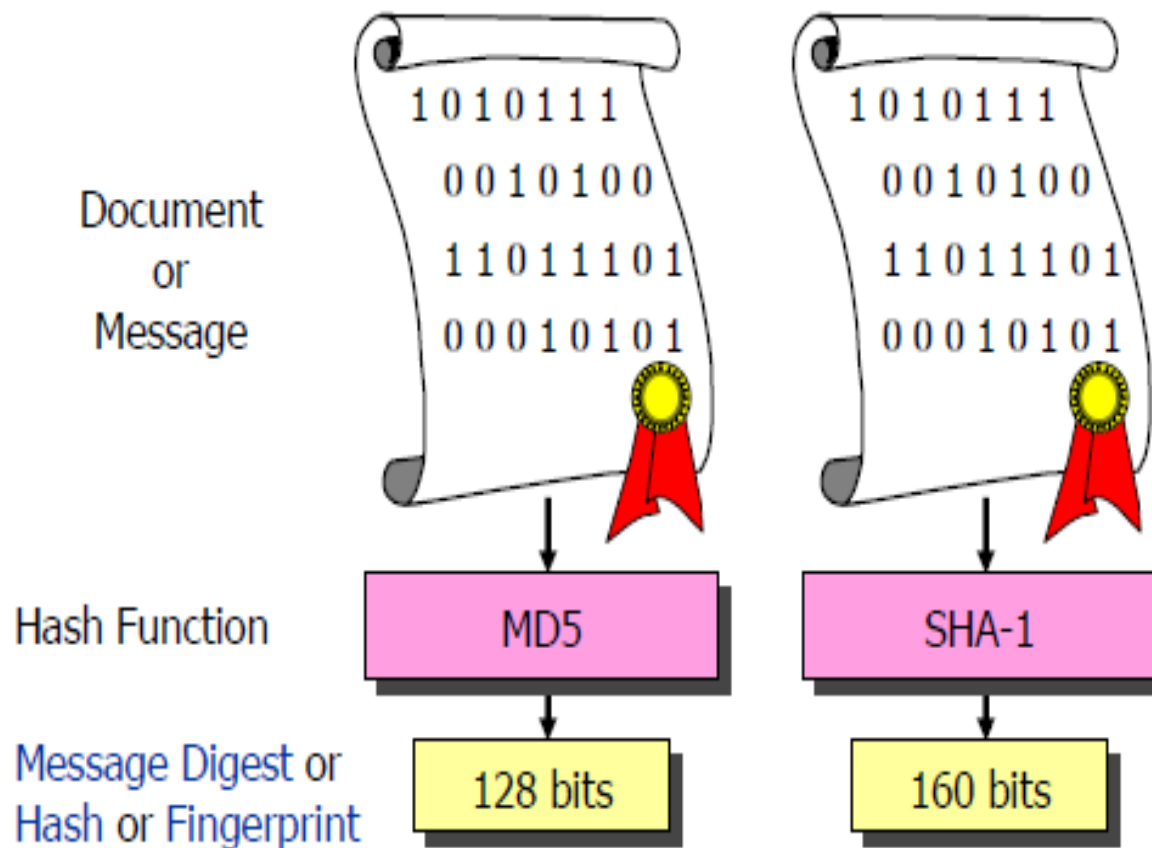 Document
or
Message
1 0 1 0 1 1 1
0 0 1 0 1 0 0
1 1 0 1 1 1 0 1
0 0 0 1 0 1 0 1
1 0 1 0 1 1 1
0 0 1 0 1 0 0
1 1 0 1 1 1 0 1
0 0 0 1 0 1 0 1
Hash Function
MD5
SHA-1
Message Digest or
Hash or Fingerprint
128 bits
160 bits